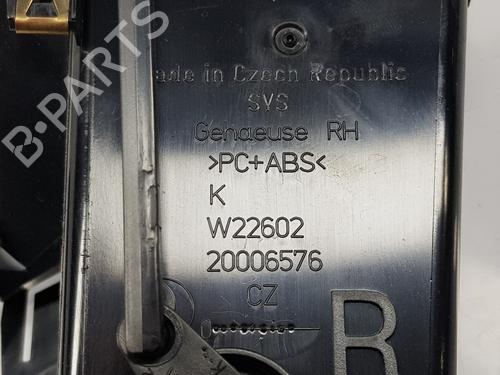 B-PARTS
Made in Czech Republic
SVS
Gehaeuse RH
>PC+ABS<
K
W22602
20006576
CZ
R